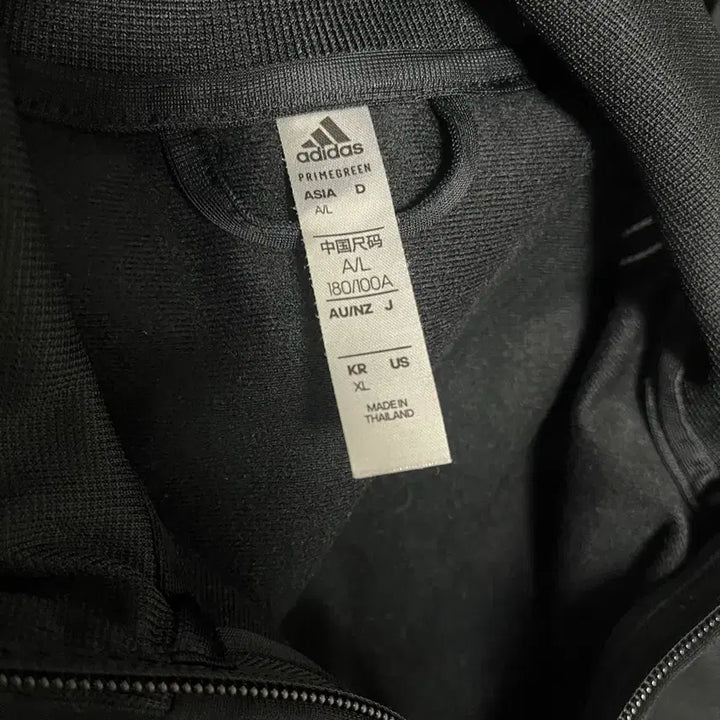 adidas
PRIMEGREEN
ASIA D
A/L
中国尺码
A/L
180/100A
AU/NZ J
KR US
XL
MADE IN
THAILAND